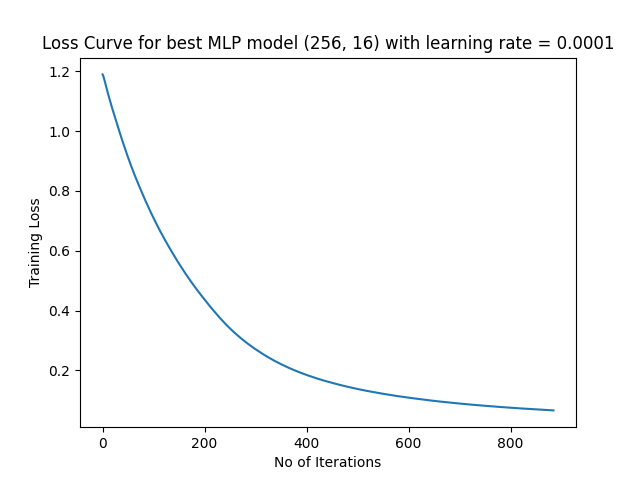 Loss Curve for best MLP model (256, 16) with learning rate = 0.0001
1.2
1.0
0.8
0.6
0.4
0.2
Training Loss
0 200 400 600 800
No of Iterations